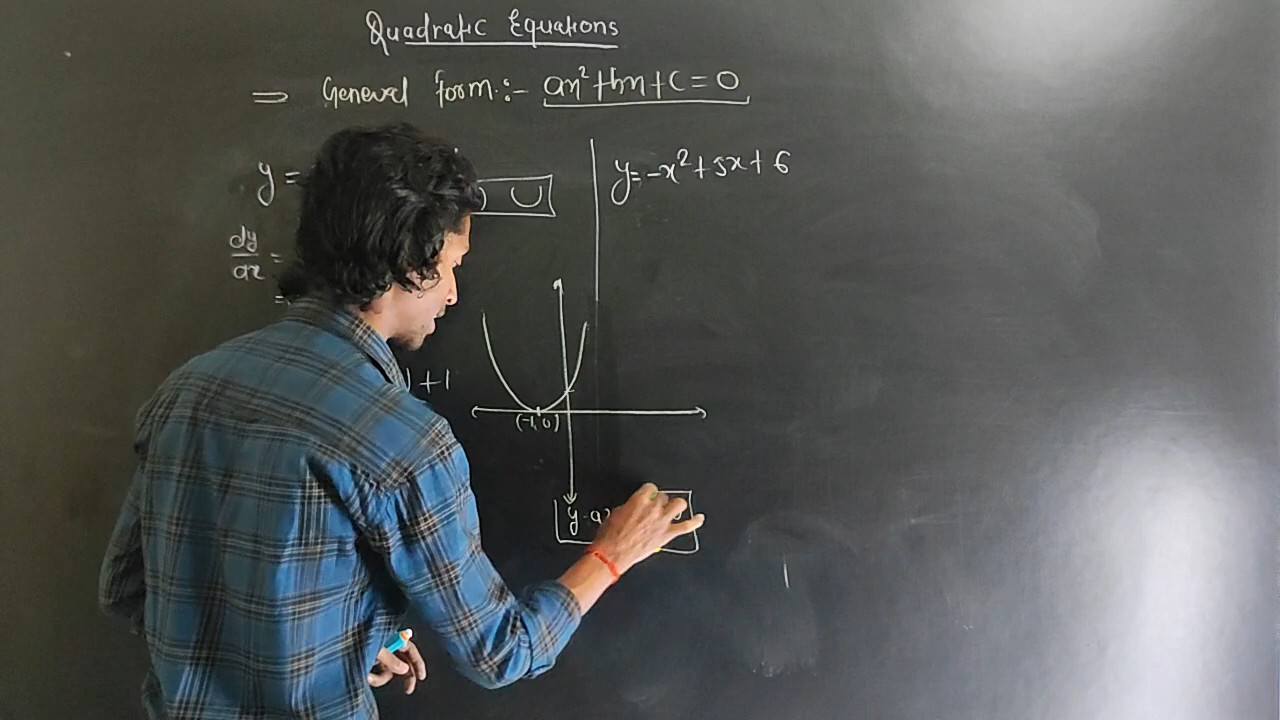 Quadratic Equations
⇒ General form :- ax²+bx+c=0
y =
) ∪
y=-x²+5x+6
dy/dx =
=
+1
(-1,0)
y